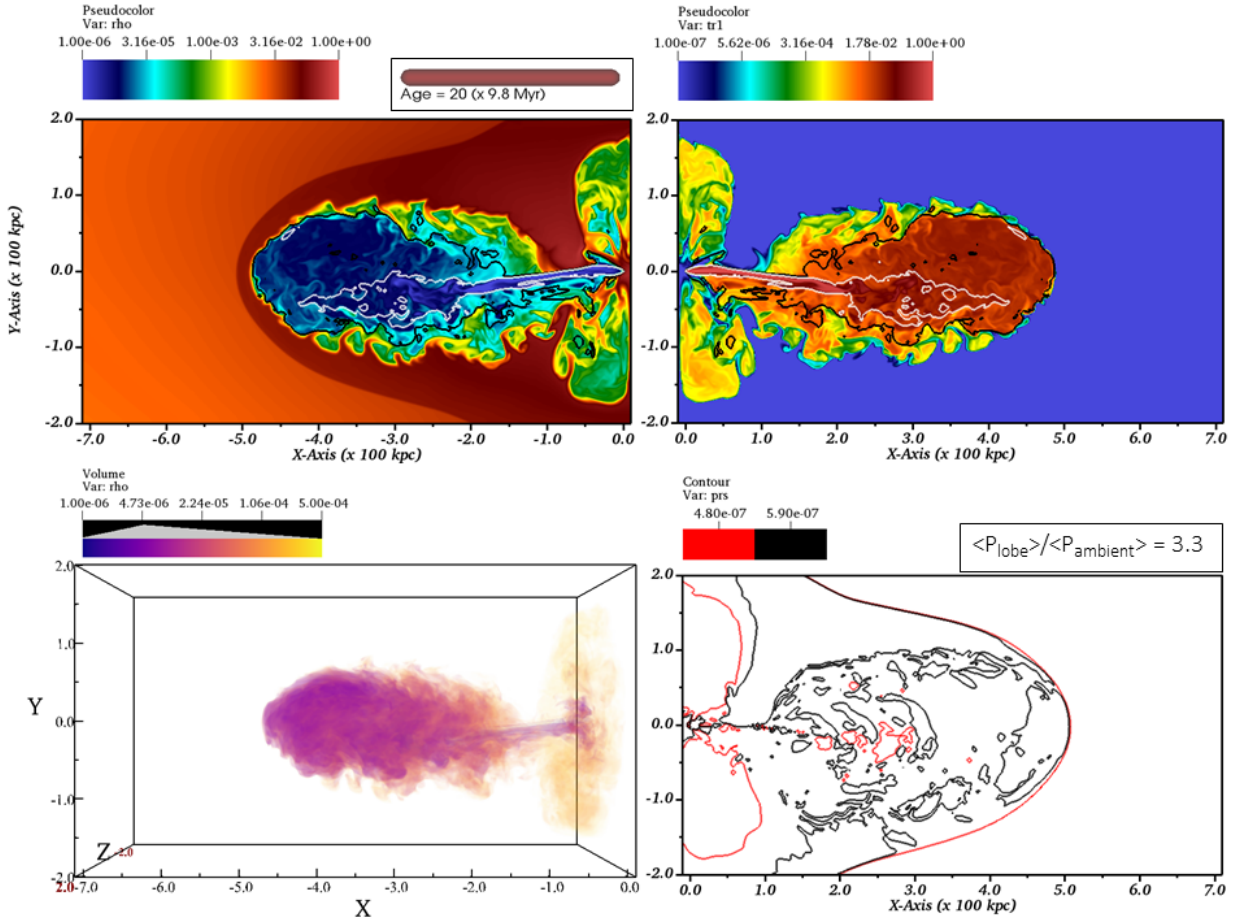 Pseudocolor
Var: rho
1.00e-06 3.16e-05 1.00e-03 3.16e-02 1.00e+00
Age = 20 (x 9.8 Myr)
Pseudocolor
Var: tr1
1.00e-07 5.62e-06 3.16e-04 1.78e-02 1.00e+00
2.0
1.0
0.0
-1.0
-2.0
Y-Axis (x 100 kpc)
-7.0 -6.0 -5.0 -4.0 -3.0 -2.0 -1.0 0.0
X-Axis (x 100 kpc)
2.0
1.0
0.0
-1.0
-2.0
0.0 1.0 2.0 3.0 4.0 5.0 6.0 7.0
X-Axis (x 100 kpc)
Volume
Var: rho
1.00e-06 4.73e-06 2.24e-05 1.06e-04 5.00e-04
2.0
1.0
0.0
-1.0
-2.0
Y
Z
-2.0
2.0
-7.0 -6.0 -5.0 -4.0 -3.0 -2.0 -1.0 0.0
X
Contour
Var: prs
4.80e-07 5.90e-07
<P_lobe>/<P_ambient> = 3.3
2.0
1.0
0.0
-1.0
-2.0
0.0 1.0 2.0 3.0 4.0 5.0 6.0 7.0
X-Axis (x 100 kpc)